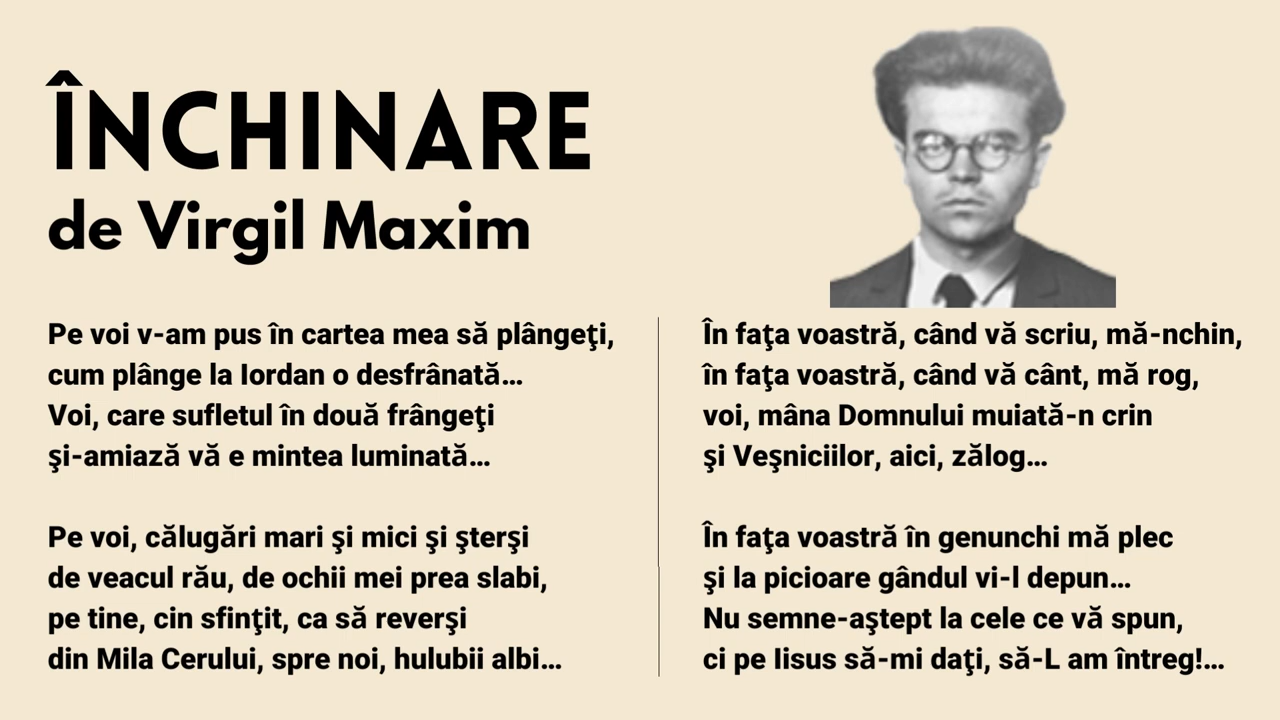 ÎNCHINARE
de Virgil Maxim
Pe voi v-am pus în cartea mea să plângeţi,
cum plânge la Iordan o desfrânată...
Voi, care sufletul în două frângeţi
şi-amiază vă e mintea luminată...
Pe voi, călugări mari şi mici şi şterşi
de veacul rău, de ochii mei prea slabi,
pe tine, cin sfinţit, ca să reverşi
din Mila Cerului, spre noi, hulubii albi...
În faţa voastră, când vă scriu, mă-nchin,
în faţa voastră, când vă cânt, mă rog,
voi, mâna Domnului muiată-n crin
şi Veşniciilor, aici, zălog...
În faţa voastră în genunchi mă plec
şi la picioare gândul vi-l depun...
Nu semne-aştept la cele ce vă spun,
ci pe Iisus să-mi daţi, să-L am întreg!...